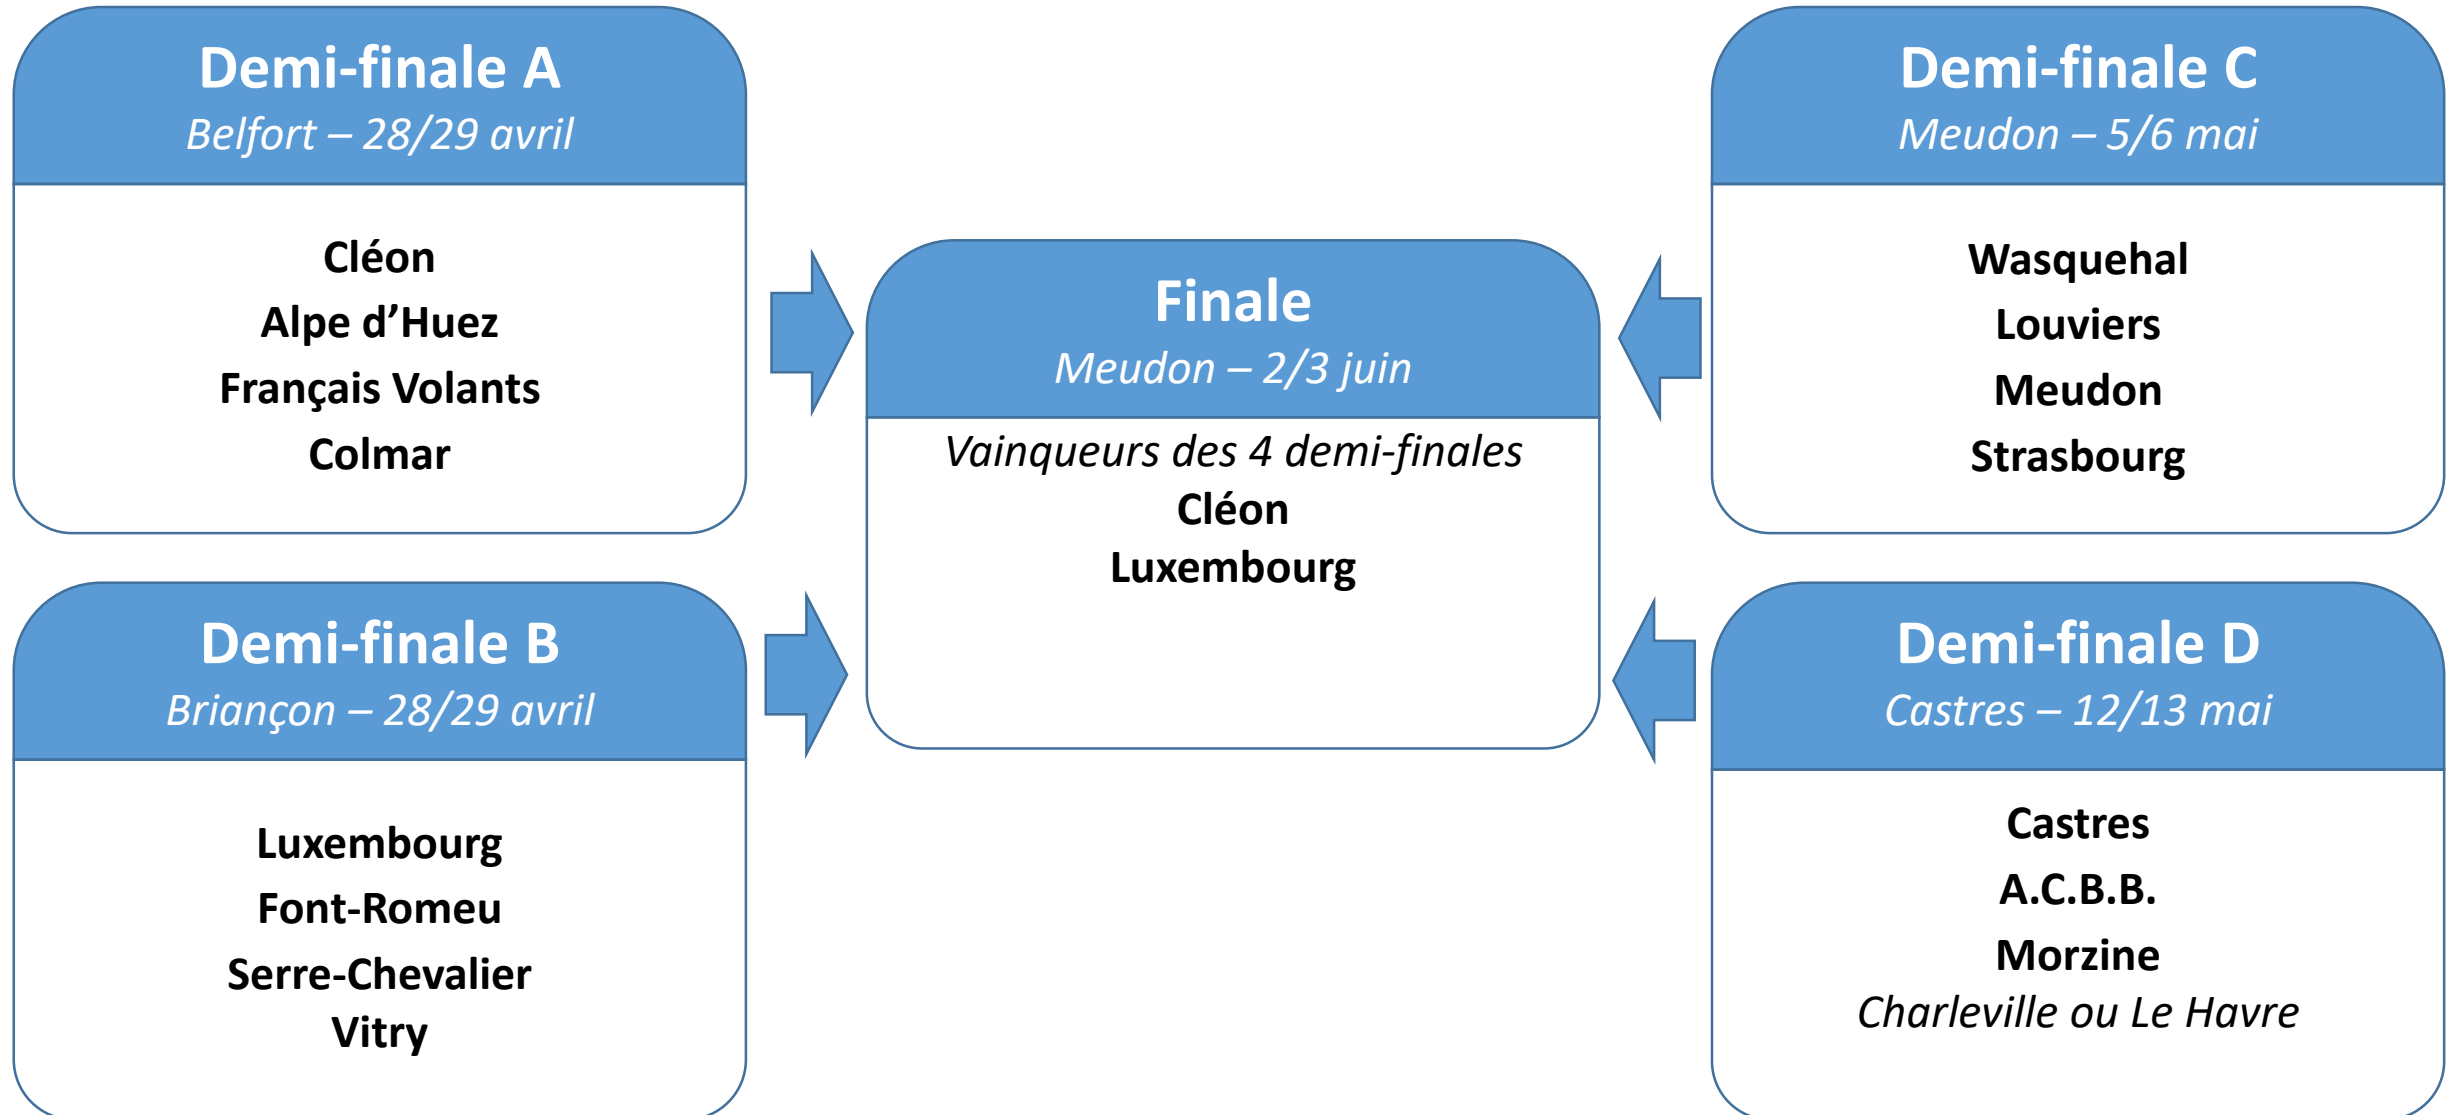 Demi-finale A
Belfort – 28/29 avril
Cléon
Alpe d’Huez
Français Volants
Colmar
Demi-finale B
Briançon – 28/29 avril
Luxembourg
Font-Romeu
Serre-Chevalier
Vitry
Finale
Meudon – 2/3 juin
Vainqueurs des 4 demi-finales
Cléon
Luxembourg
Demi-finale C
Meudon – 5/6 mai
Wasquehal
Louviers
Meudon
Strasbourg
Demi-finale D
Castres – 12/13 mai
Castres
A.C.B.B.
Morzine
Charleville ou Le Havre